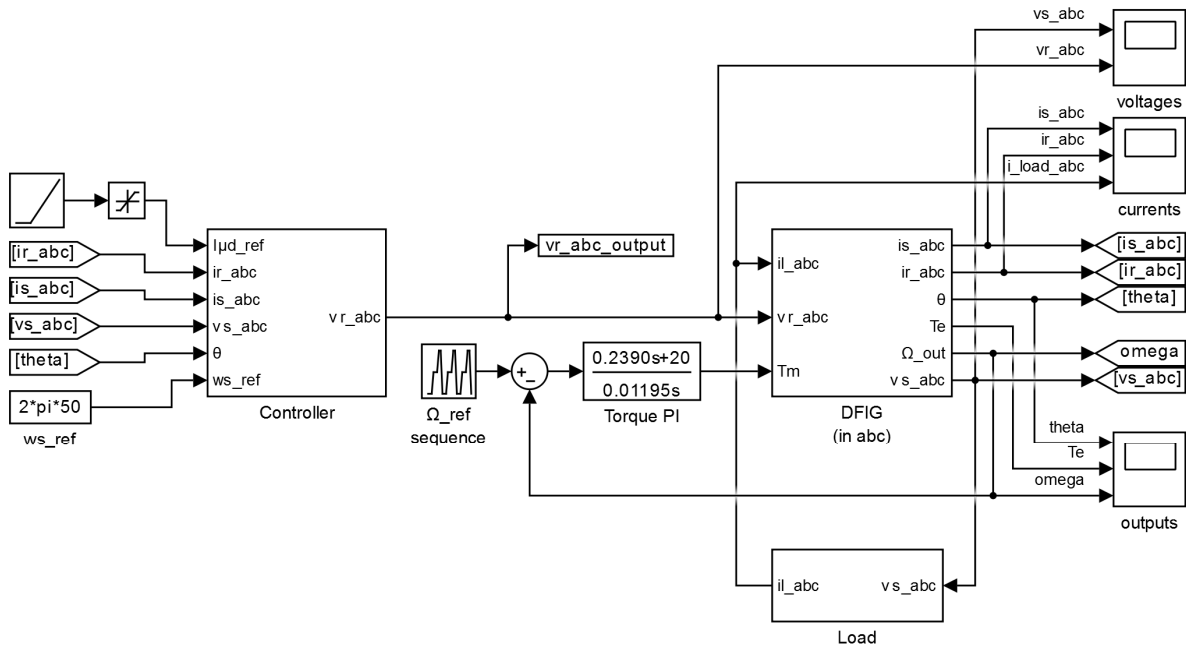 vs_abc
vr_abc
voltages
is_abc
ir_abc
i_load_abc
currents
Iμd_ref
[ir_abc]
ir_abc
[is_abc]
is_abc
[vs_abc]
vs_abc
[theta]
θ
2*pi*50
ws_ref
ws_ref
vr_abc
Controller
vr_abc_output
Ω_ref
sequence
+
-
0.2390s+20
0.01195s
Torque PI
il_abc
vr_abc
Tm
is_abc
ir_abc
θ
Te
Ω_out
vs_abc
DFIG
(in abc)
[is_abc]
[ir_abc]
[theta]
omega
[vs_abc]
theta
Te
omega
outputs
il_abc
vs_abc
Load